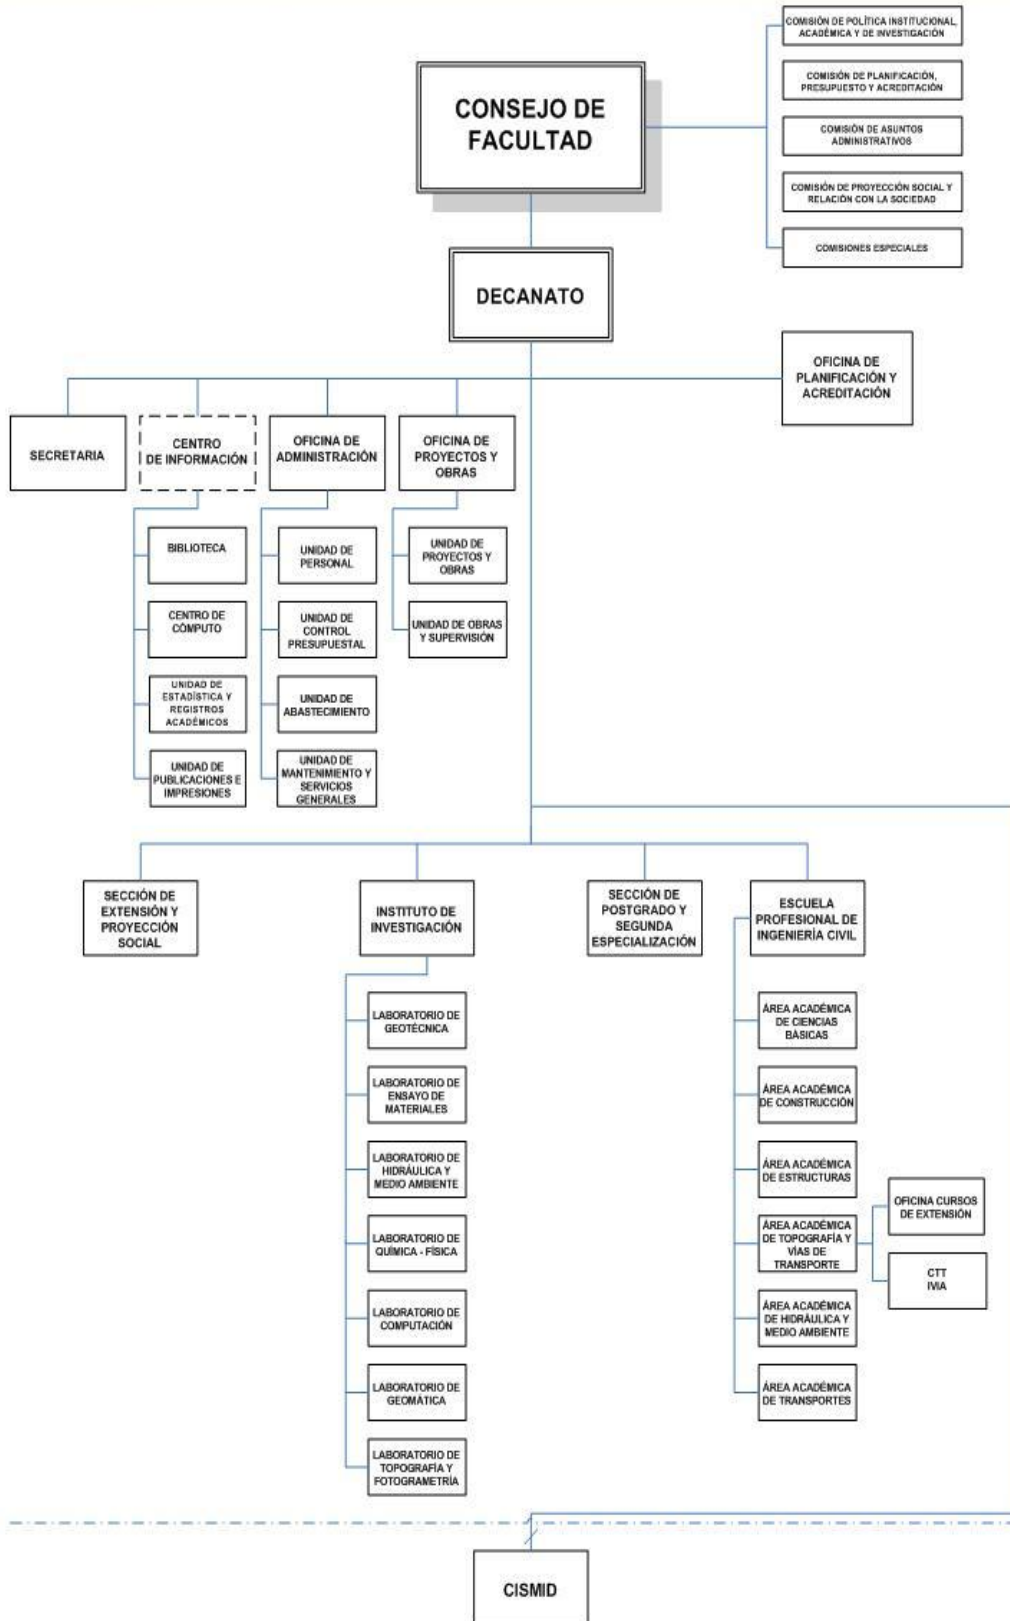 COMISIÓN DE POLÍTICA INSTITUCIONAL,
ACADÉMICA Y DE INVESTIGACIÓN
COMISIÓN DE PLANIFICACIÓN,
PRESUPUESTO Y ACREDITACIÓN
COMISIÓN DE ASUNTOS
ADMINISTRATIVOS
COMISIÓN DE PROYECCIÓN SOCIAL Y
RELACIÓN CON LA SOCIEDAD
COMISIONES ESPECIALES
CONSEJO DE
FACULTAD
DECANATO
OFICINA DE
PLANIFICACIÓN Y
ACREDITACIÓN
SECRETARIA
CENTRO
DE INFORMACIÓN
OFICINA DE
ADMINISTRACIÓN
OFICINA DE
PROYECTOS Y
OBRAS
BIBLIOTECA
CENTRO DE
CÓMPUTO
UNIDAD DE
ESTADÍSTICA Y
REGISTROS
ACADÉMICOS
UNIDAD DE
PUBLICACIONES E
IMPRESIONES
UNIDAD DE
PERSONAL
UNIDAD DE
CONTROL
PRESUPUESTAL
UNIDAD DE
ABASTECIMIENTO
UNIDAD DE
MANTENIMIENTO Y
SERVICIOS
GENERALES
UNIDAD DE
PROYECTOS Y
OBRAS
UNIDAD DE OBRAS
Y SUPERVISIÓN
SECCIÓN DE
EXTENSIÓN Y
PROYECCIÓN
SOCIAL
INSTITUTO DE
INVESTIGACIÓN
SECCIÓN DE
POSTGRADO Y
SEGUNDA
ESPECIALIZACIÓN
ESCUELA
PROFESIONAL DE
INGENIERÍA CIVIL
LABORATORIO DE
GEOTÉCNICA
LABORATORIO DE
ENSAYO DE
MATERIALES
LABORATORIO DE
HIDRÁULICA Y
MEDIO AMBIENTE
LABORATORIO DE
QUÍMICA - FÍSICA
LABORATORIO DE
COMPUTACIÓN
LABORATORIO DE
GEOMÁTICA
LABORATORIO DE
TOPOGRAFÍA Y
FOTOGRAMETRÍA
ÁREA ACADÉMICA
DE CIENCIAS
BÀSICAS
ÁREA ACADÉMICA
DE CONSTRUCCIÓN
ÁREA ACADÉMICA
DE ESTRUCTURAS
ÁREA ACADÉMICA
DE TOPOGRAFÍA Y
VÍAS DE
TRANSPORTE
ÁREA ACADÉMICA
DE HIDRÁULICA Y
MEDIO AMBIENTE
ÁREA ACADÉMICA
DE TRANSPORTES
OFICINA CURSOS
DE EXTENSIÓN
CTT
IVIA
CISMID